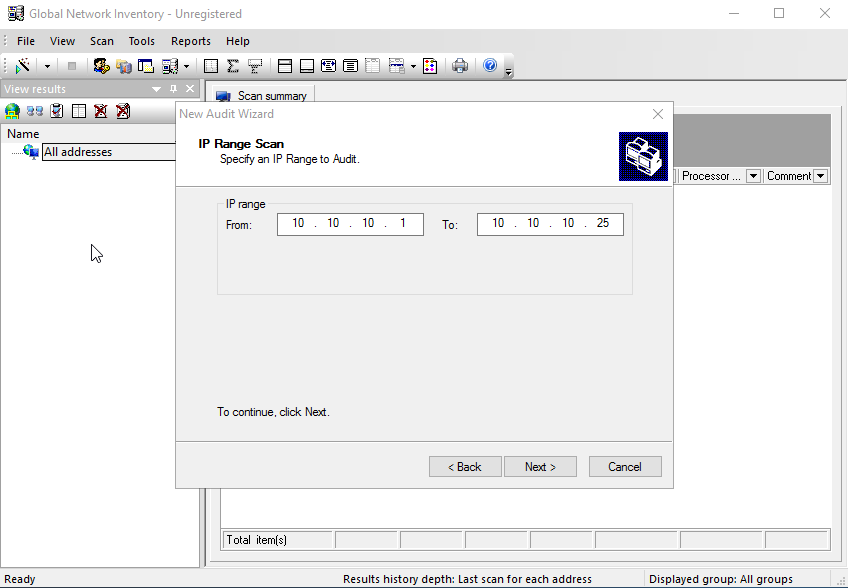 Global Network Inventory - Unregistered
File View Scan Tools Reports Help
View results
Scan summary
Name
All addresses
New Audit Wizard
IP Range Scan
Specify an IP Range to Audit.
Processor ... Comment
IP range
From: 10 . 10 . 10 . 1 To: 10 . 10 . 10 . 25
To continue, click Next.
< Back Next > Cancel
Total item(s)
Ready Results history depth: Last scan for each address Displayed group: All groups